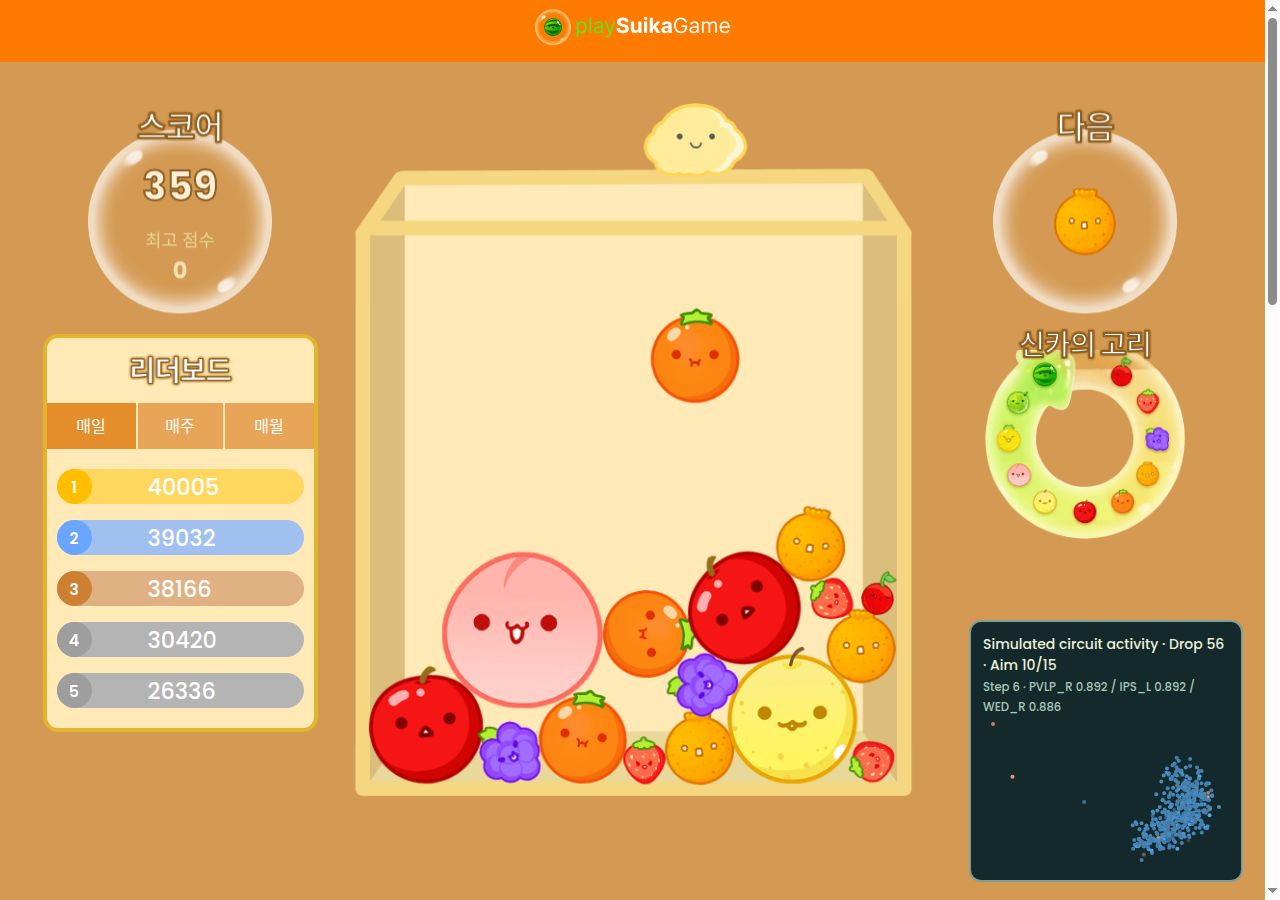 playSuikaGame
스코어
359
최고 점수
0
리더보드
매일 매주 매월
1 40005
2 39032
3 38166
4 30420
5 26336
다음
신카의 고리
Simulated circuit activity · Drop 56
· Aim 10/15
Step 6 · PVLP_R 0.892 / IPS_L 0.892 /
WED_R 0.886